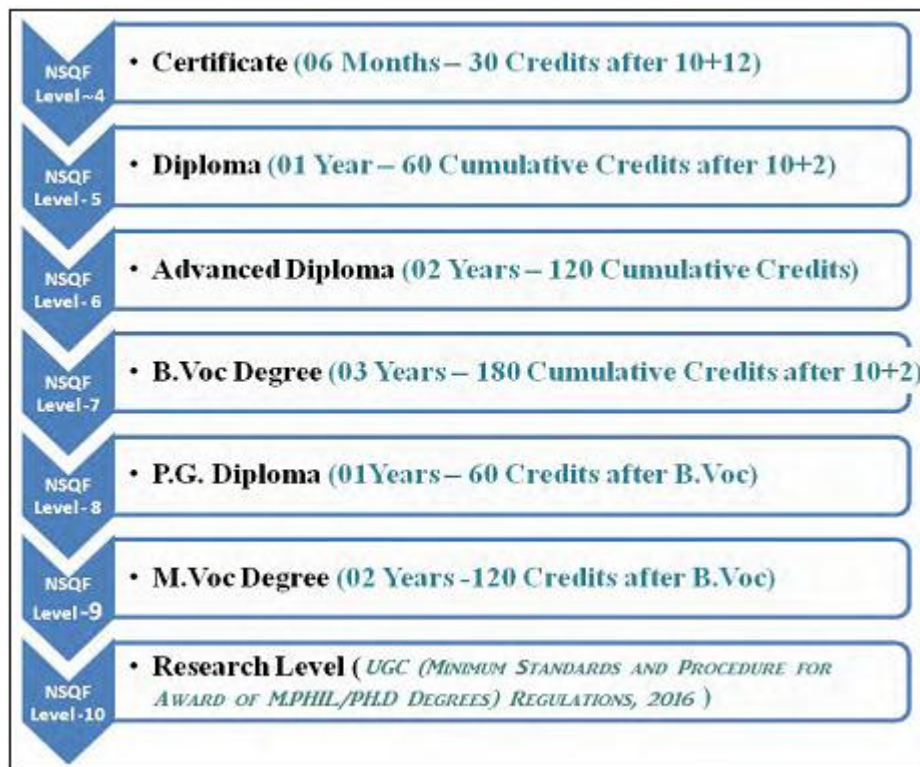 NSQF
Level~4
• Certificate (06 Months – 30 Credits after 10+12)
NSQF
Level- 5
• Diploma (01 Year – 60 Cumulative Credits after 10+2)
NSQF
Level- 6
• Advanced Diploma (02 Years – 120 Cumulative Credits)
NSQF
Level-7
• B.Voc Degree (03 Years – 180 Cumulative Credits after 10+2)
NSQF
Level-8
• P.G. Diploma (01Years – 60 Credits after B.Voc)
NSQF
Level-9
• M.Voc Degree (02 Years -120 Credits after B.Voc)
NSQF
Level-10
• Research Level ( UGC (MINIMUM STANDARDS AND PROCEDURE FOR
AWARD OF M.PHIL./PH.D DEGREES) REGULATIONS, 2016 )